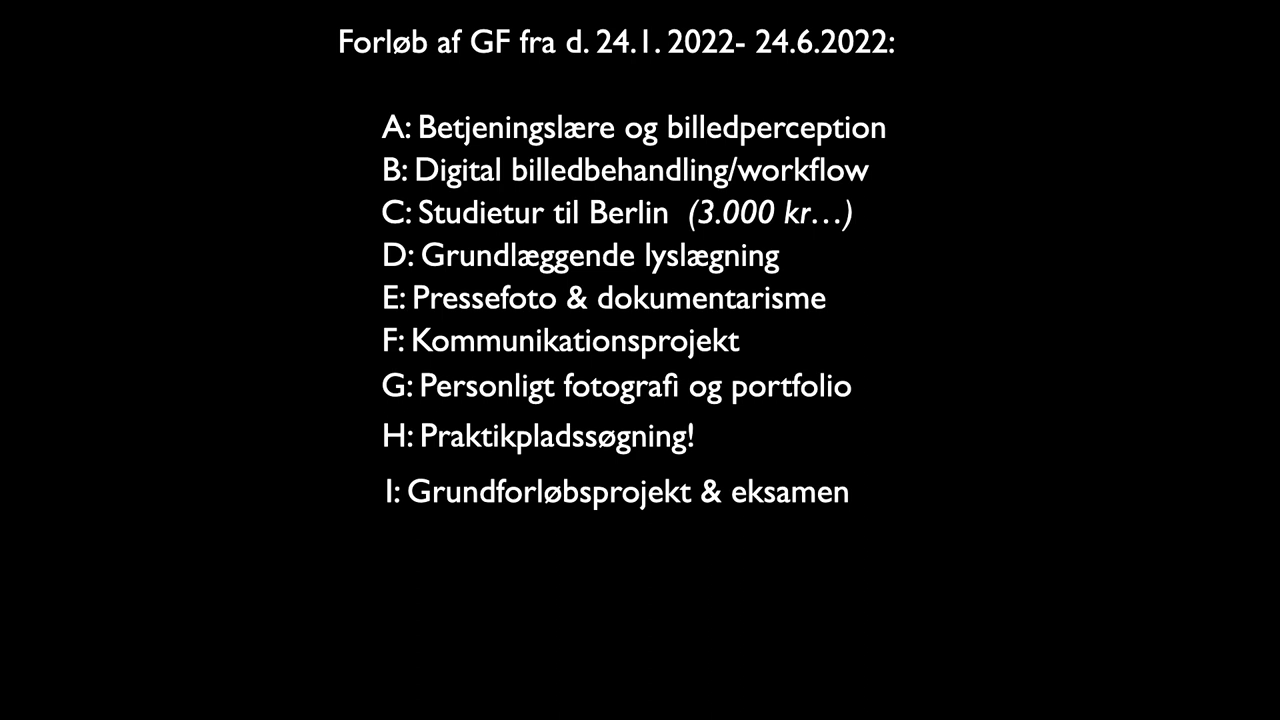 Forløb af GF fra d. 24.1. 2022- 24.6.2022:
A: Betjeningslære og billedperception
B: Digital billedbehandling/workflow
C: Studietur til Berlin (3.000 kr…)
D: Grundlæggende lyslægning
E: Pressefoto & dokumentarisme
F: Kommunikationsprojekt
G: Personligt fotografi og portfolio
H: Praktikpladssøgning!
I: Grundforløbsprojekt & eksamen